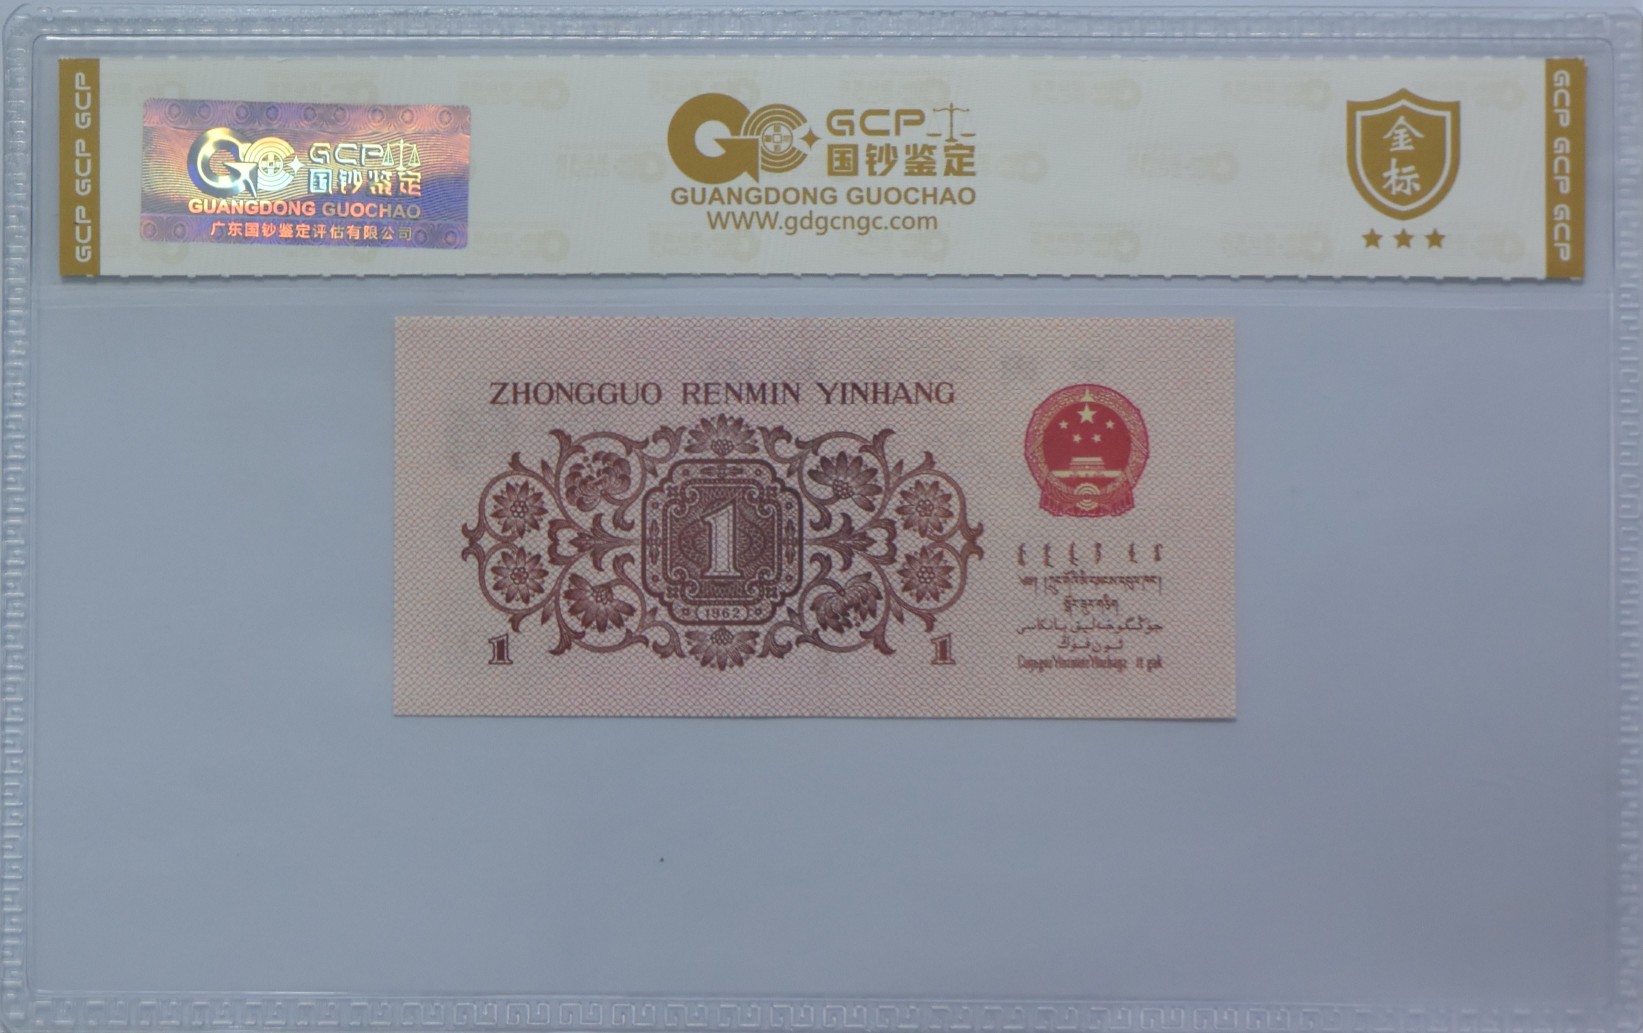 GCP GCP GCP
GCP
国钞鉴定
GUANGDONG GUOCHAO
广东国钞鉴定评估有限公司
GCP
国钞鉴定
GUANGDONG GUOCHAO
WWW.gdgcngc.com
金标
GCP GCP GCP
ZHONGGUO RENMIN YINHANG
1
(1962)
1
1